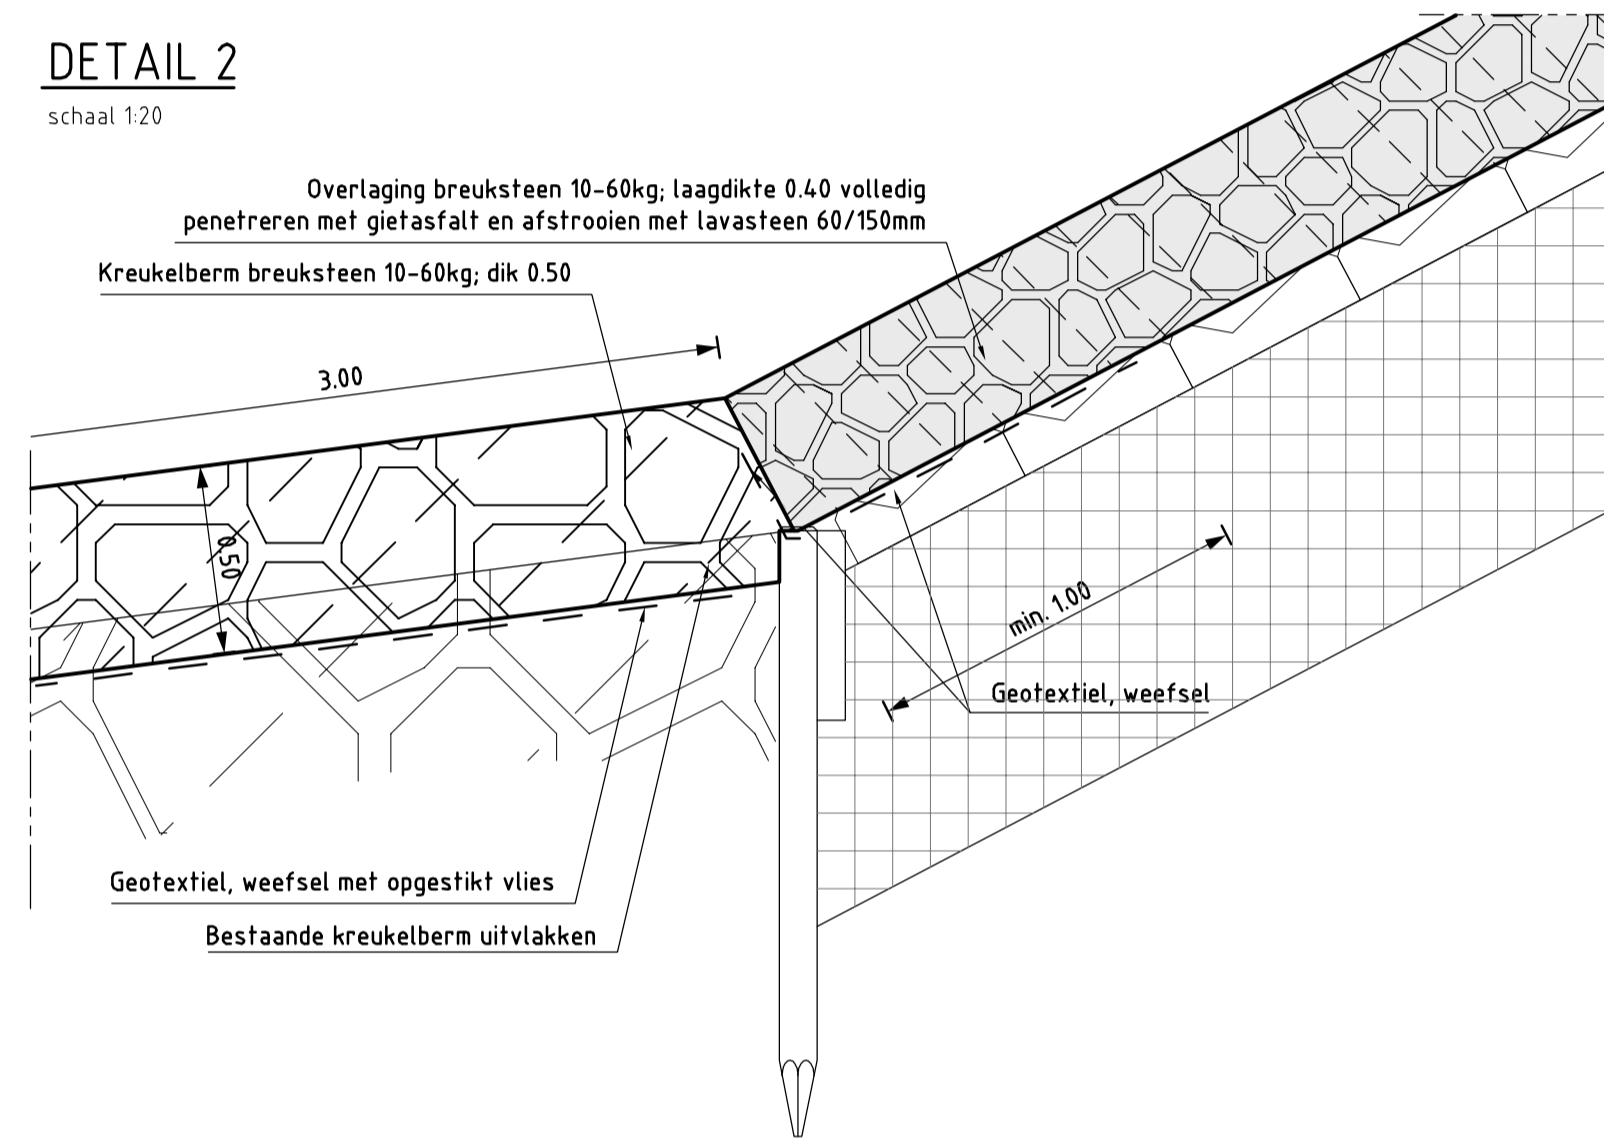 DETAIL 2
schaal 1:20
Overlaging breuksteen 10-60kg; laagdikte 0.40 volledig
penetreren met gietasfalt en afstrooien met lavasteen 60/150mm
Kreukelberm breuksteen 10-60kg; dik 0.50
3.00
0.50
min. 1.00
Geotextiel, weefsel
Geotextiel, weefsel met opgestikt vlies
Bestaande kreukelberm uitvlakken